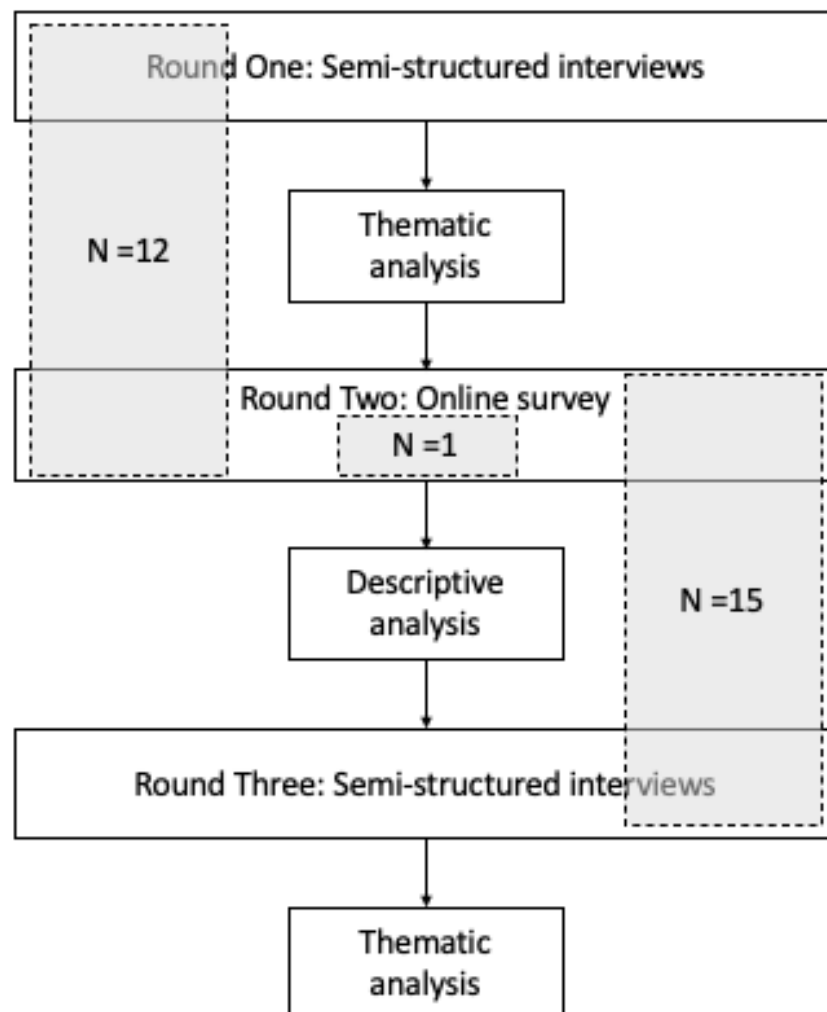 Round One: Semi-structured interviews
Thematic
analysis
N =12
Round Two: Online survey
N =1
Descriptive
analysis
N =15
Round Three: Semi-structured interviews
Thematic
analysis